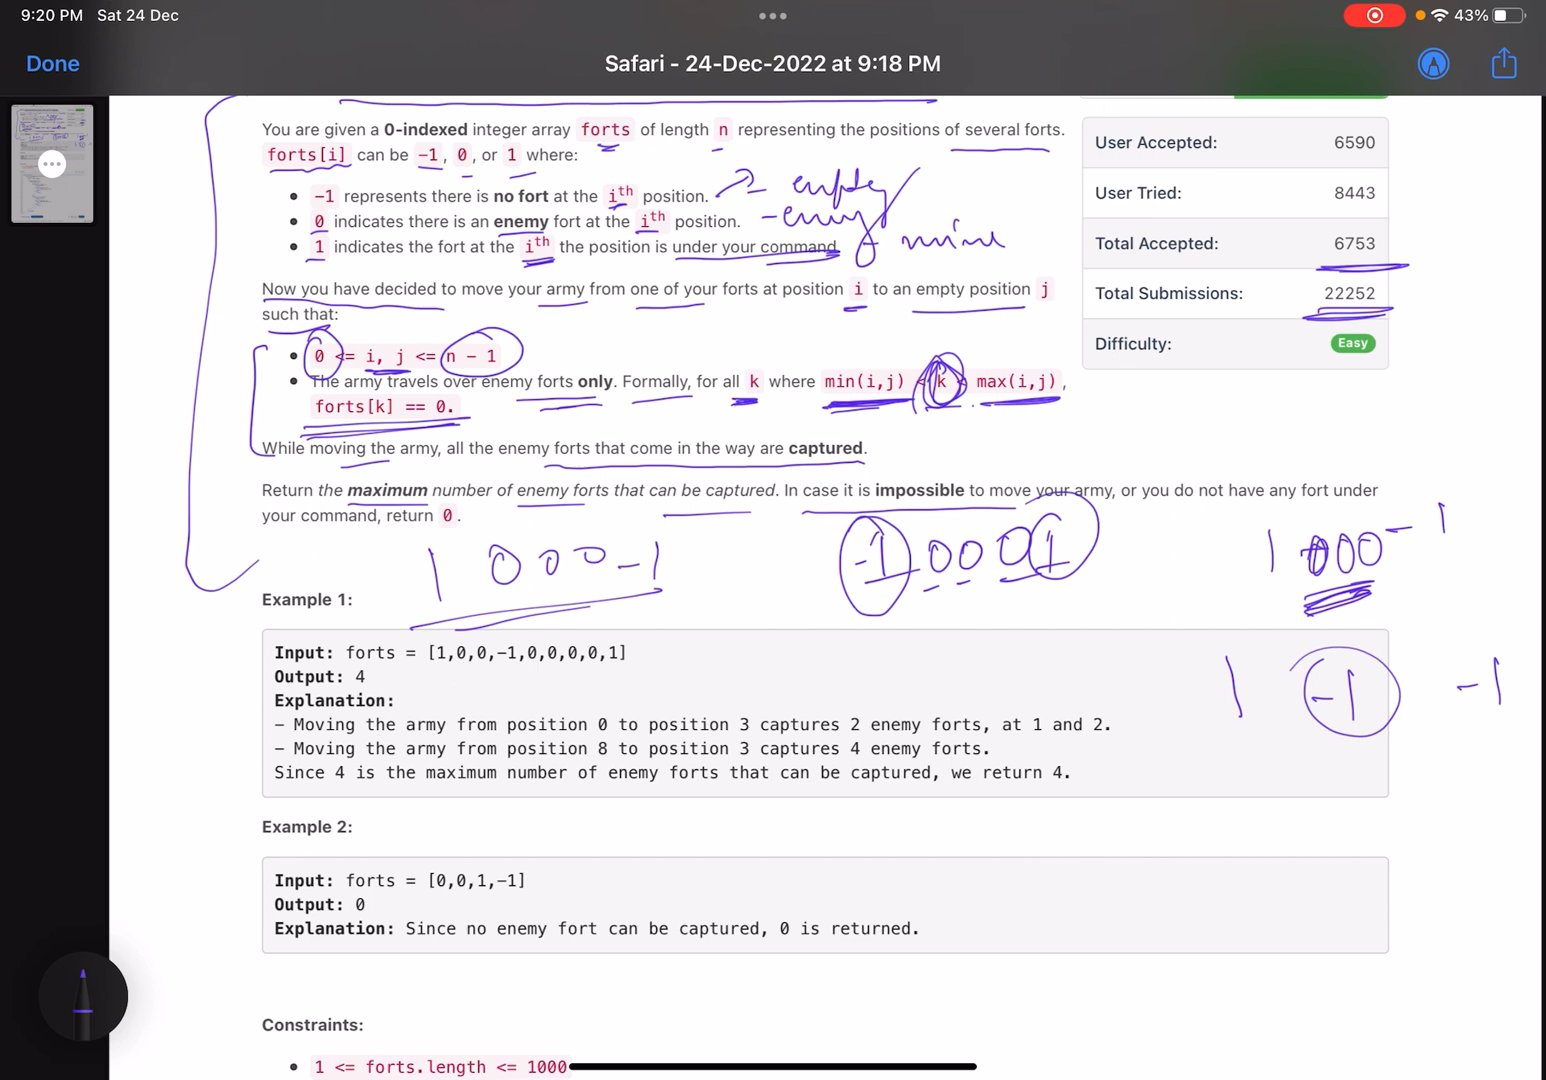 9:20 PM Sat 24 Dec
43%
Done
Safari - 24-Dec-2022 at 9:18 PM
You are given a 0-indexed integer array forts of length n representing the positions of several forts.
forts[i] can be -1, 0, or 1 where:
• -1 represents there is no fort at the ith position. - empty
• 0 indicates there is an enemy fort at the ith position. - enmy
• 1 indicates the fort at the ith the position is under your command. mine
Now you have decided to move your army from one of your forts at position i to an empty position j
such that:
• 0 <= i, j <= n - 1
• The army travels over enemy forts only. Formally, for all k where min(i,j) < k < max(i,j),
forts[k] == 0.
While moving the army, all the enemy forts that come in the way are captured.
Return the maximum number of enemy forts that can be captured. In case it is impossible to move your army, or you do not have any fort under
your command, return 0.
1 0 0 0 -1
-1 0 0 0 1
1 0 0 0 -1
Example 1:
Input: forts = [1,0,0,-1,0,0,0,0,1]
Output: 4
Explanation:
- Moving the army from position 0 to position 3 captures 2 enemy forts, at 1 and 2.
- Moving the army from position 8 to position 3 captures 4 enemy forts.
Since 4 is the maximum number of enemy forts that can be captured, we return 4.
1 -1 -1
Example 2:
Input: forts = [0,0,1,-1]
Output: 0
Explanation: Since no enemy fort can be captured, 0 is returned.
Constraints:
• 1 <= forts.length <= 1000
User Accepted: 6590
User Tried: 8443
Total Accepted: 6753
Total Submissions: 22252
Difficulty: Easy